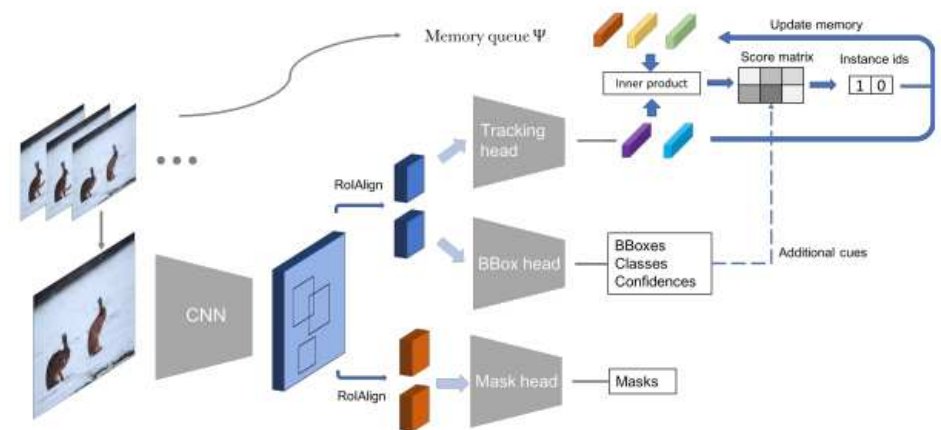 Memory queue Ψ
Update memory
Score matrix
Instance ids
Inner product
1 0
Tracking
head
RoIAlign
BBox head
BBoxes
Classes
Confidences
Additional cues
CNN
RoIAlign
Mask head
Masks